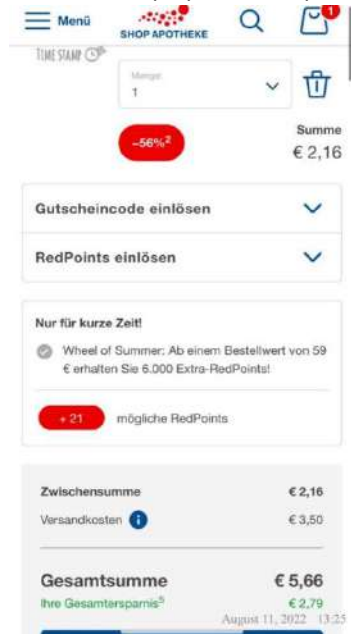 Menü
SHOP APOTHEKE
1
TIME STAMP
Menge:
1
-56%²
Summe
€ 2,16
Gutscheincode einlösen
RedPoints einlösen
Nur für kurze Zeit!
Wheel of Summer: Ab einem Bestellwert von 59
€ erhalten Sie 6.000 Extra-RedPoints!
+ 21 mögliche RedPoints
Zwischensumme € 2,16
Versandkosten i € 3,50
Gesamtsumme € 5,66
Ihre Gesamtersparnis⁵ € 2,79
August 11, 2022 13:25